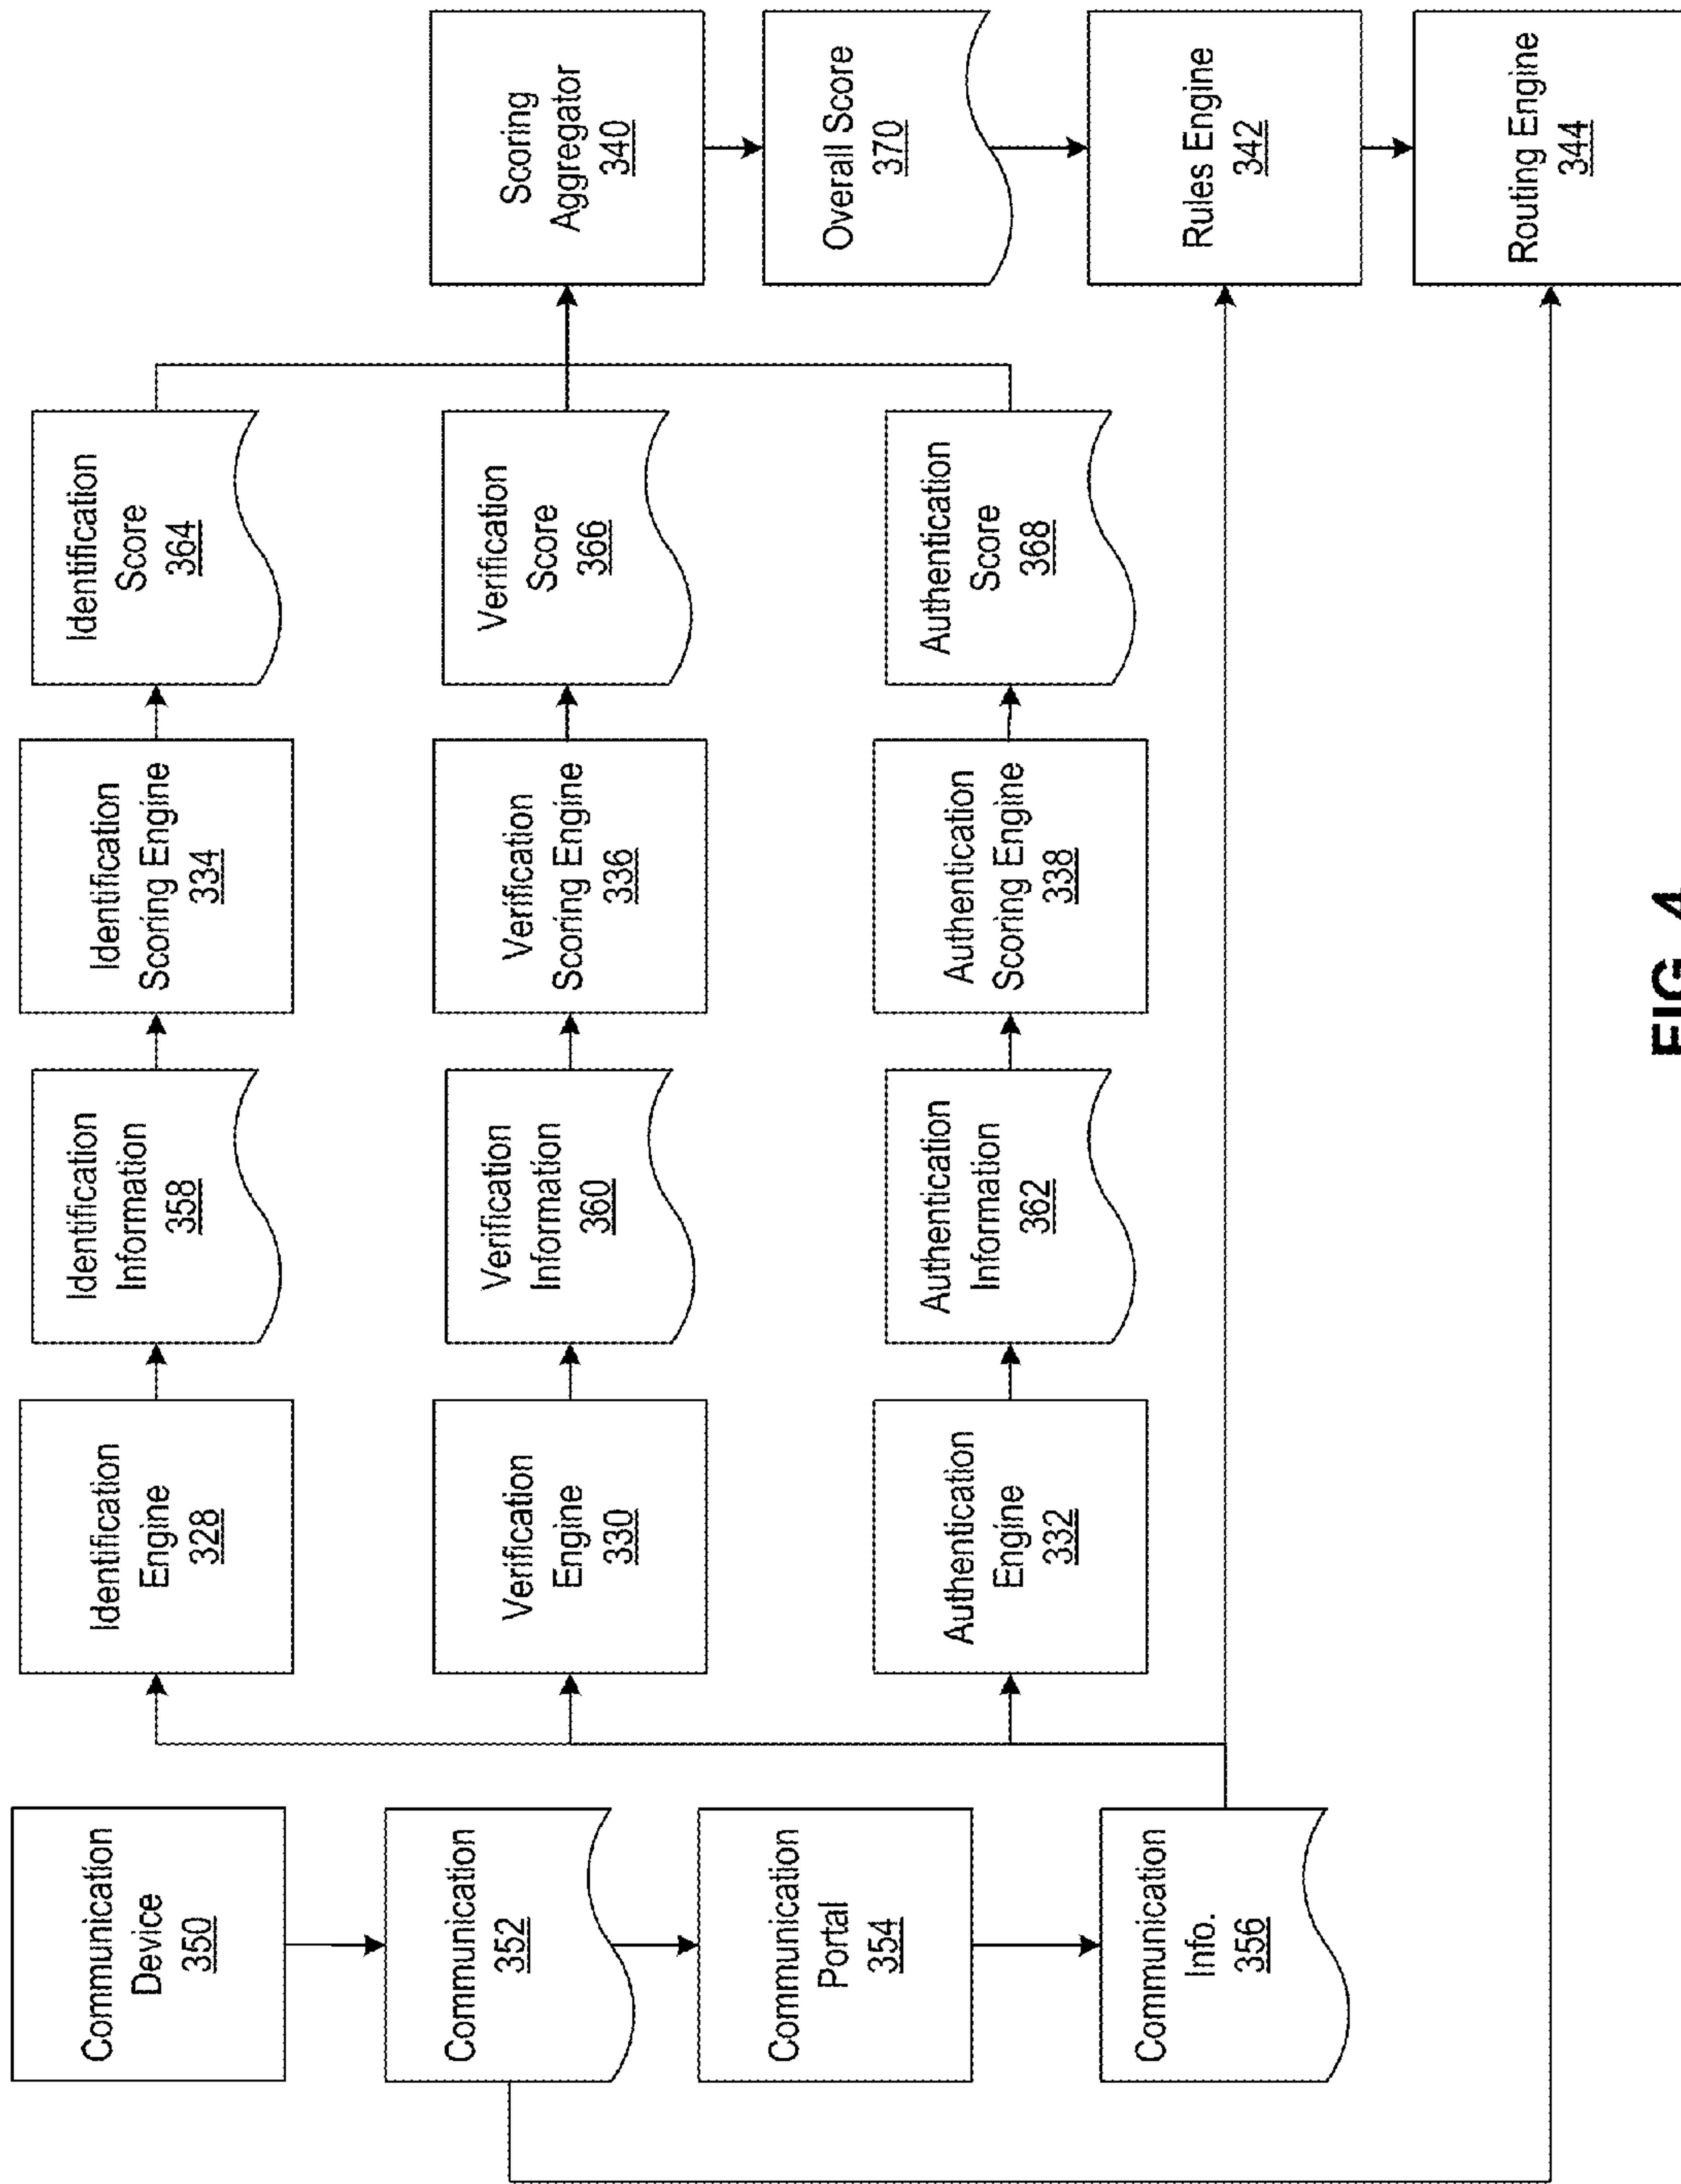 Communication
Device
350
Communication
352
Communication
Portal
354
Communication
Info.
356
Identification
Engine
328
Verification
Engine
330
Authentication
Engine
332
Identification
Information
358
Verification
Information
360
Authentication
Information
362
Identification
Scoring Engine
334
Verification
Scoring Engine
336
Authentication
Scoring Engine
338
Identification
Score
364
Verification
Score
366
Authentication
Score
368
Scoring
Aggregator
340
Overall Score
370
Rules Engine
342
Routing Engine
344
FIG. 4